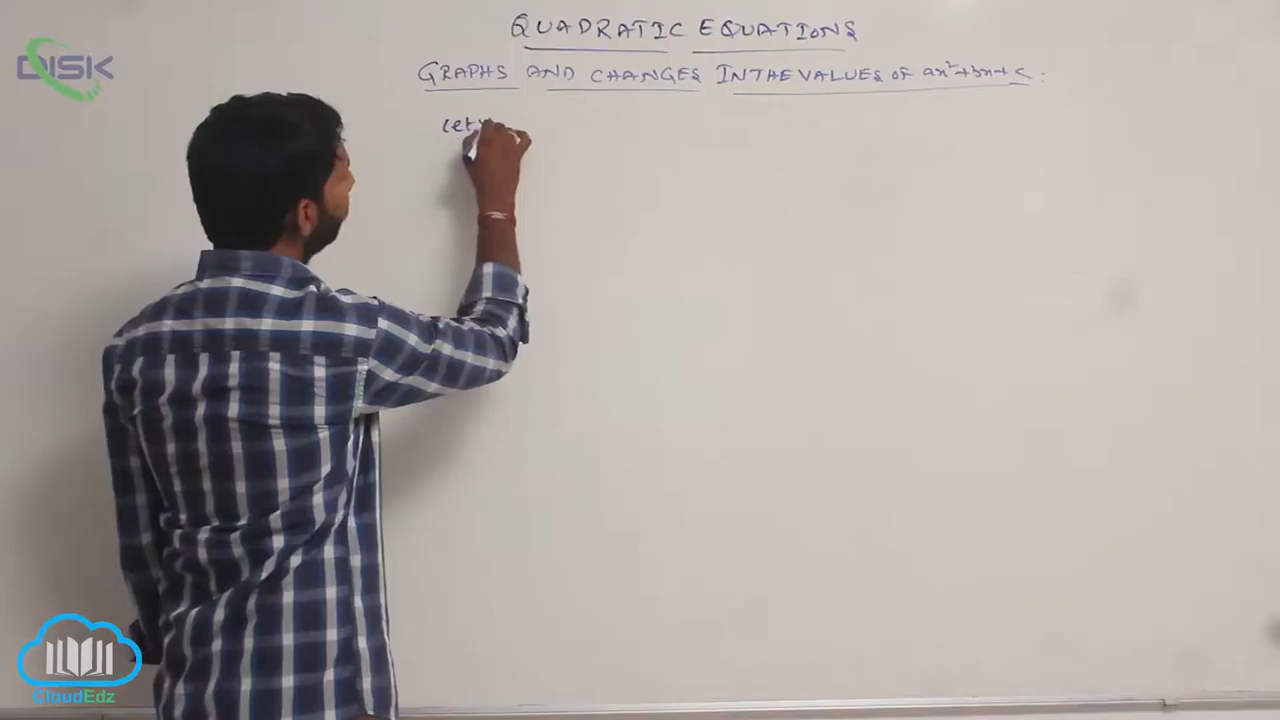 QUADRATIC EQUATIONS
GRAPHS AND CHANGES IN THE VALUES OF ax²+bx+c :
let
DISK
CloudEdz